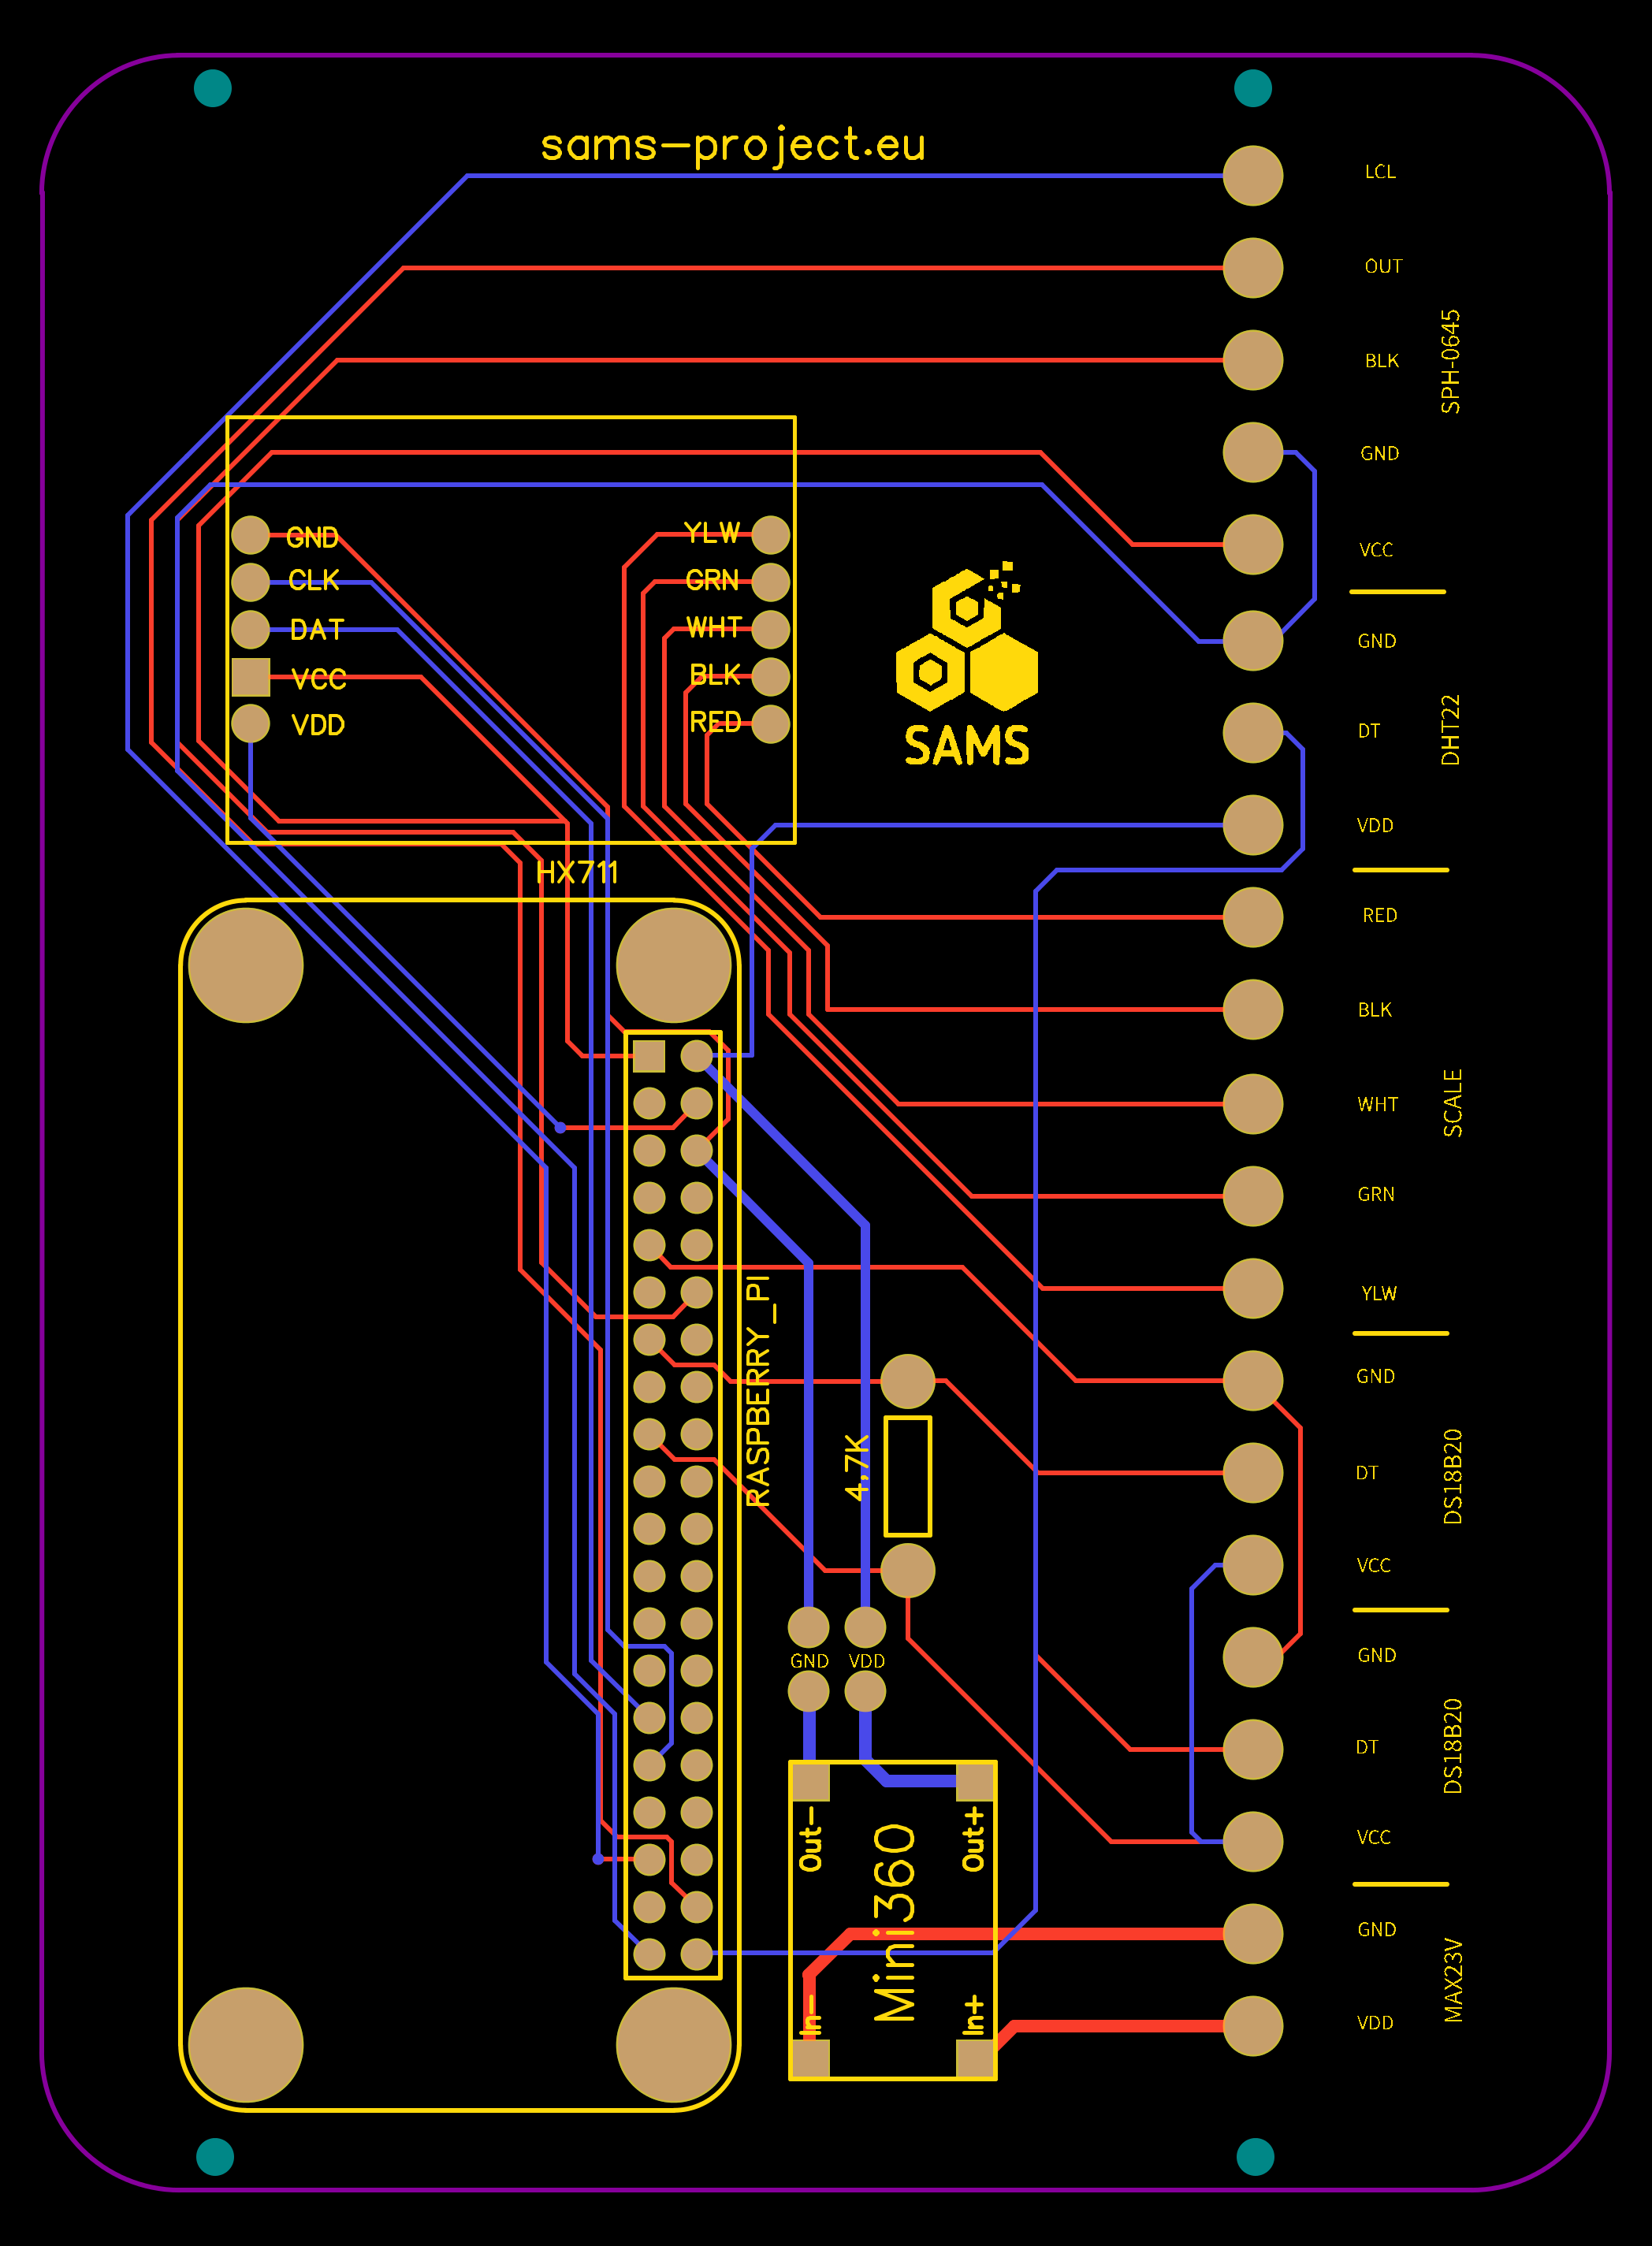 sams-project.eu
LCL
OUT
BLK
GND
VCC
SPH-0645
GND
DT
VDD
DHT22
RED
BLK
WHT
GRN
YLW
SCALE
GND
DT
VCC
DS18B20
GND
DT
VCC
DS18B20
GND
VDD
MAX23V
GND
CLK
DAT
VCC
VDD
YLW
GRN
WHT
BLK
RED
HX711
SAMS
RASPBERRY_PI
4,7K
GND
VDD
Out-
Out+
Mini360
In-
In+